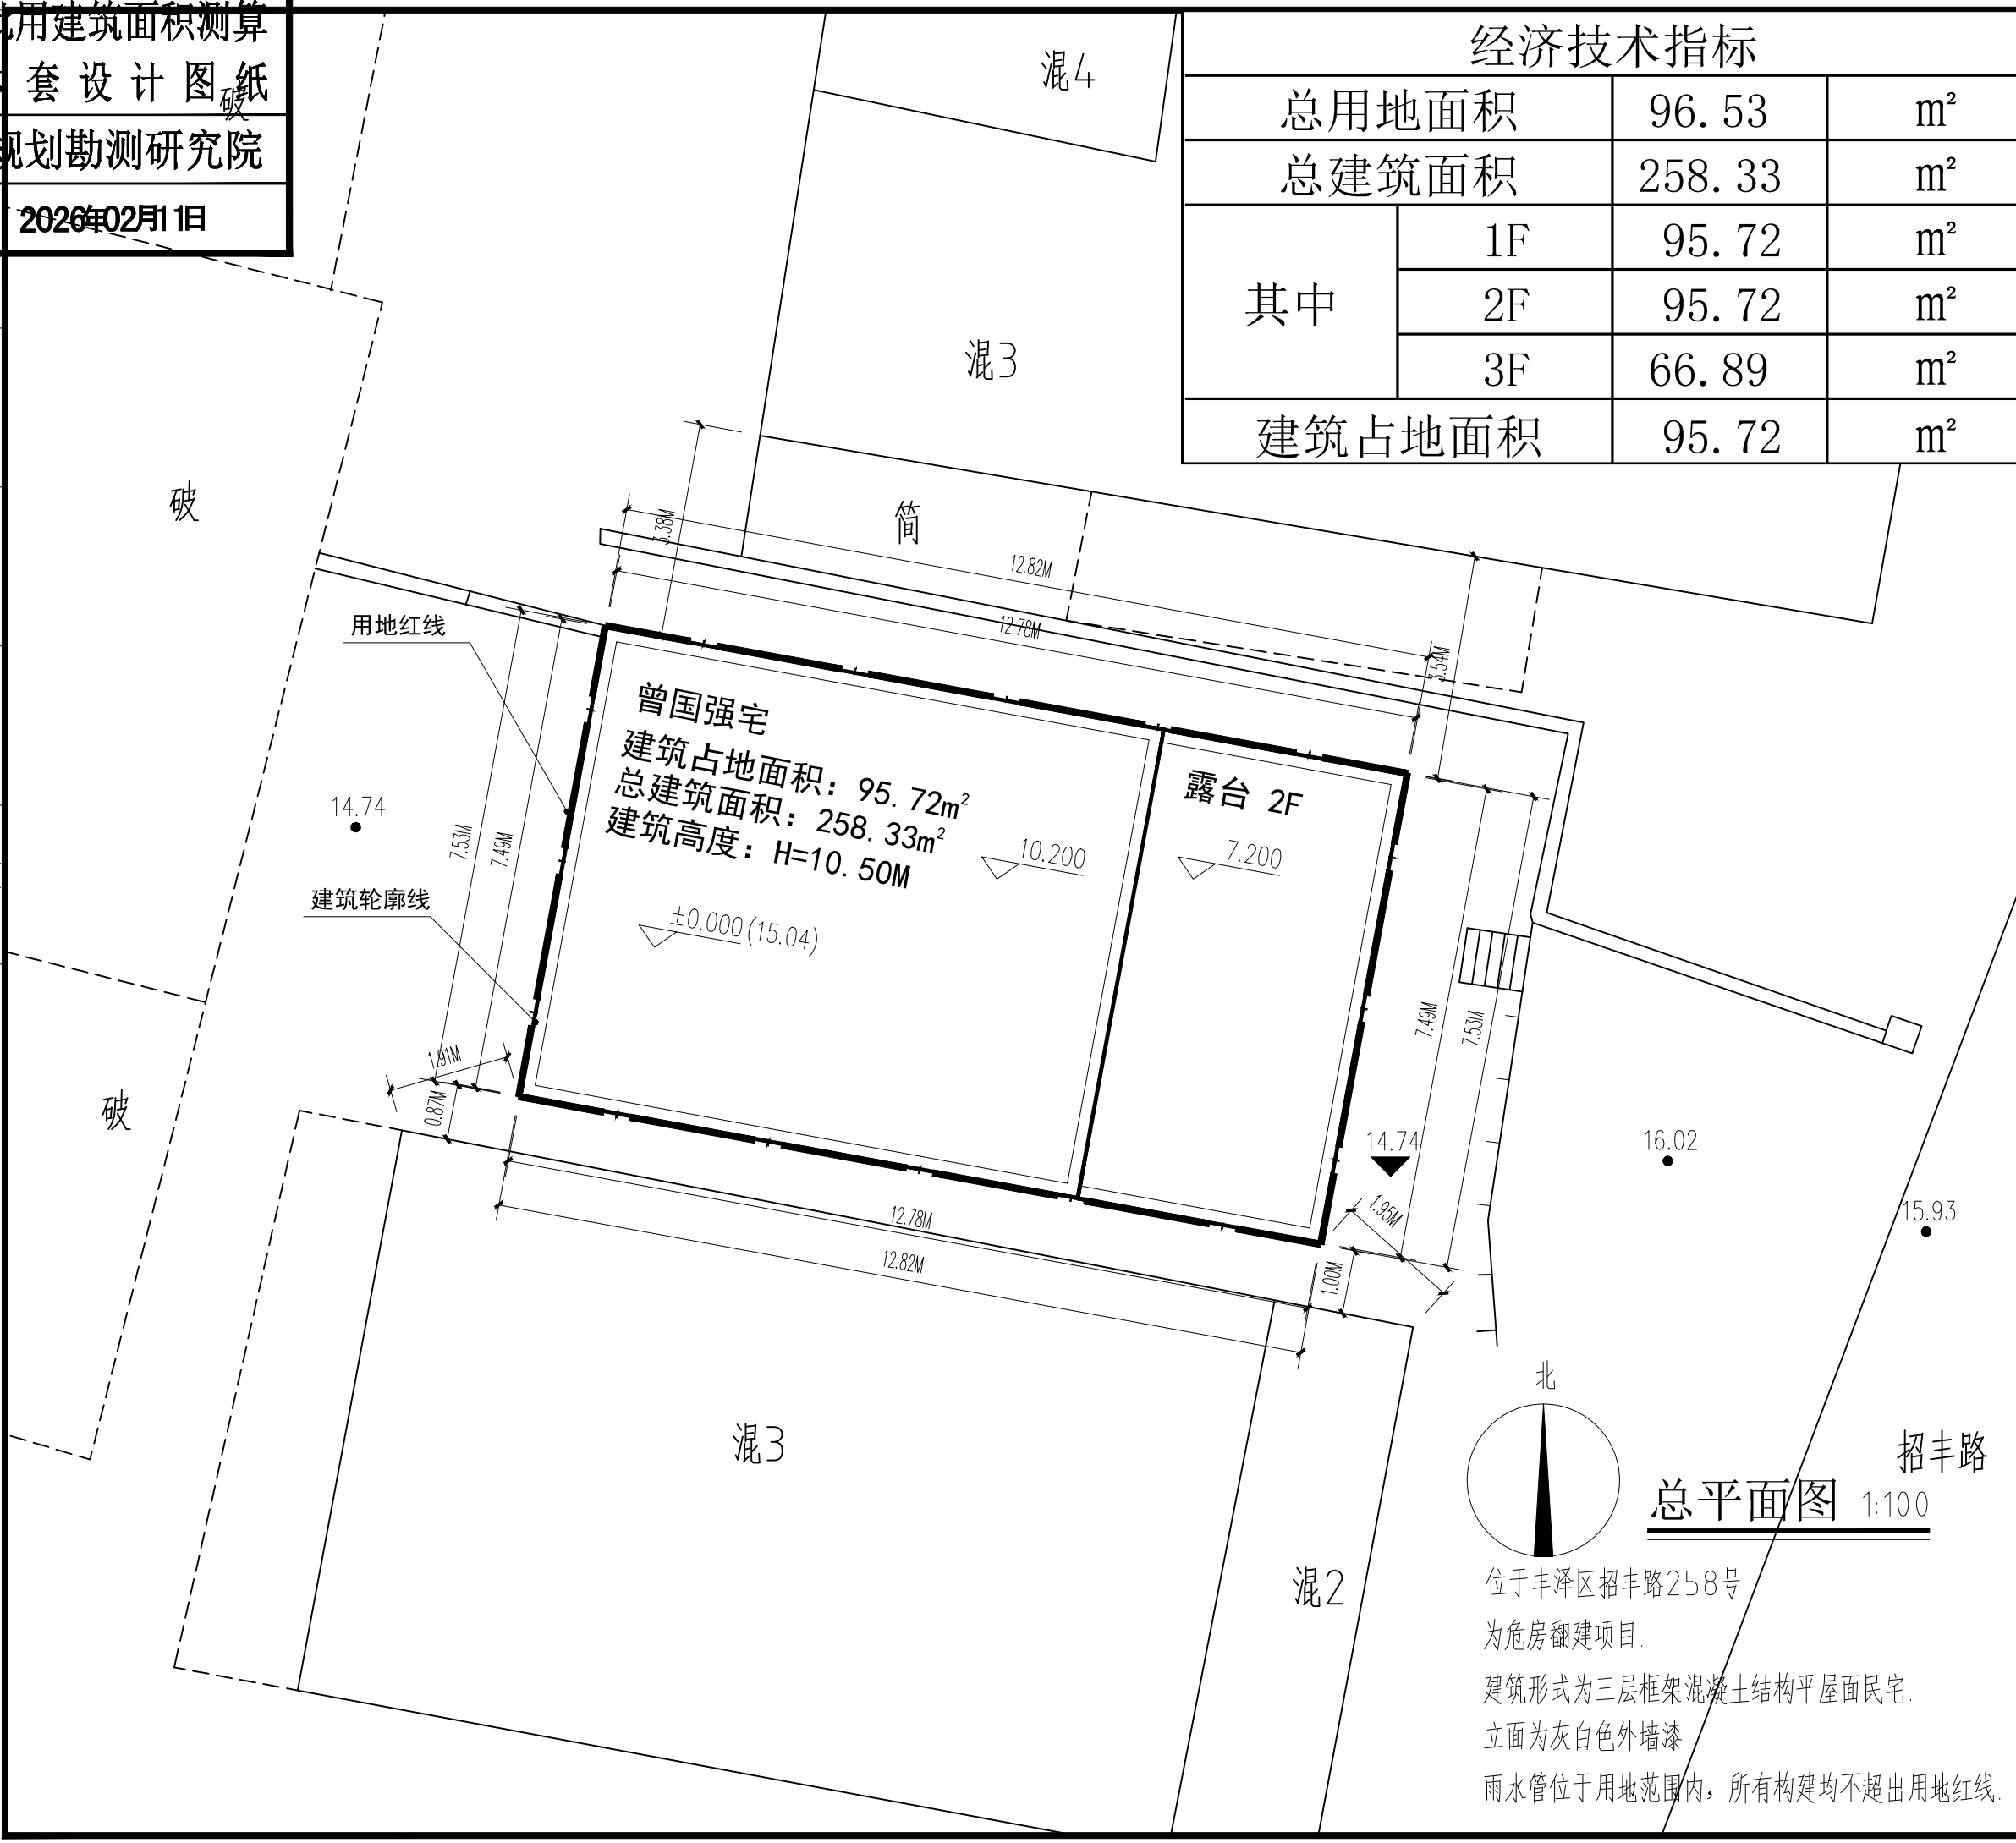 用建筑面积测算
套设计图纸
破
规划勘测研究院
2026年02月11日
经济技术指标
总用地面积 96.53 m²
总建筑面积 258.33 m²
其中
1F 95.72 m²
2F 95.72 m²
3F 66.89 m²
建筑占地面积 95.72 m²
混4
混3
破
简
3.38M
12.82M
12.78M
3.54M
用地红线
曾国强宅
建筑占地面积：95.72m²
总建筑面积：258.33m²
建筑高度：H=10.50M
露台 2F
14.74
7.53M
7.49M
10.200
7.200
建筑轮廓线
±0.000(15.04)
7.49M
7.53M
1.91M
0.87M
破
14.74
16.02
1.95M
15.93
12.78M
12.82M
1.00M
北
混3
招丰路
总平面图 1:100
混2
位于丰泽区招丰路258号
为危房翻建项目.
建筑形式为三层框架混凝土结构平屋面民宅.
立面为灰白色外墙漆
雨水管位于用地范围内，所有构建均不超出用地红线.